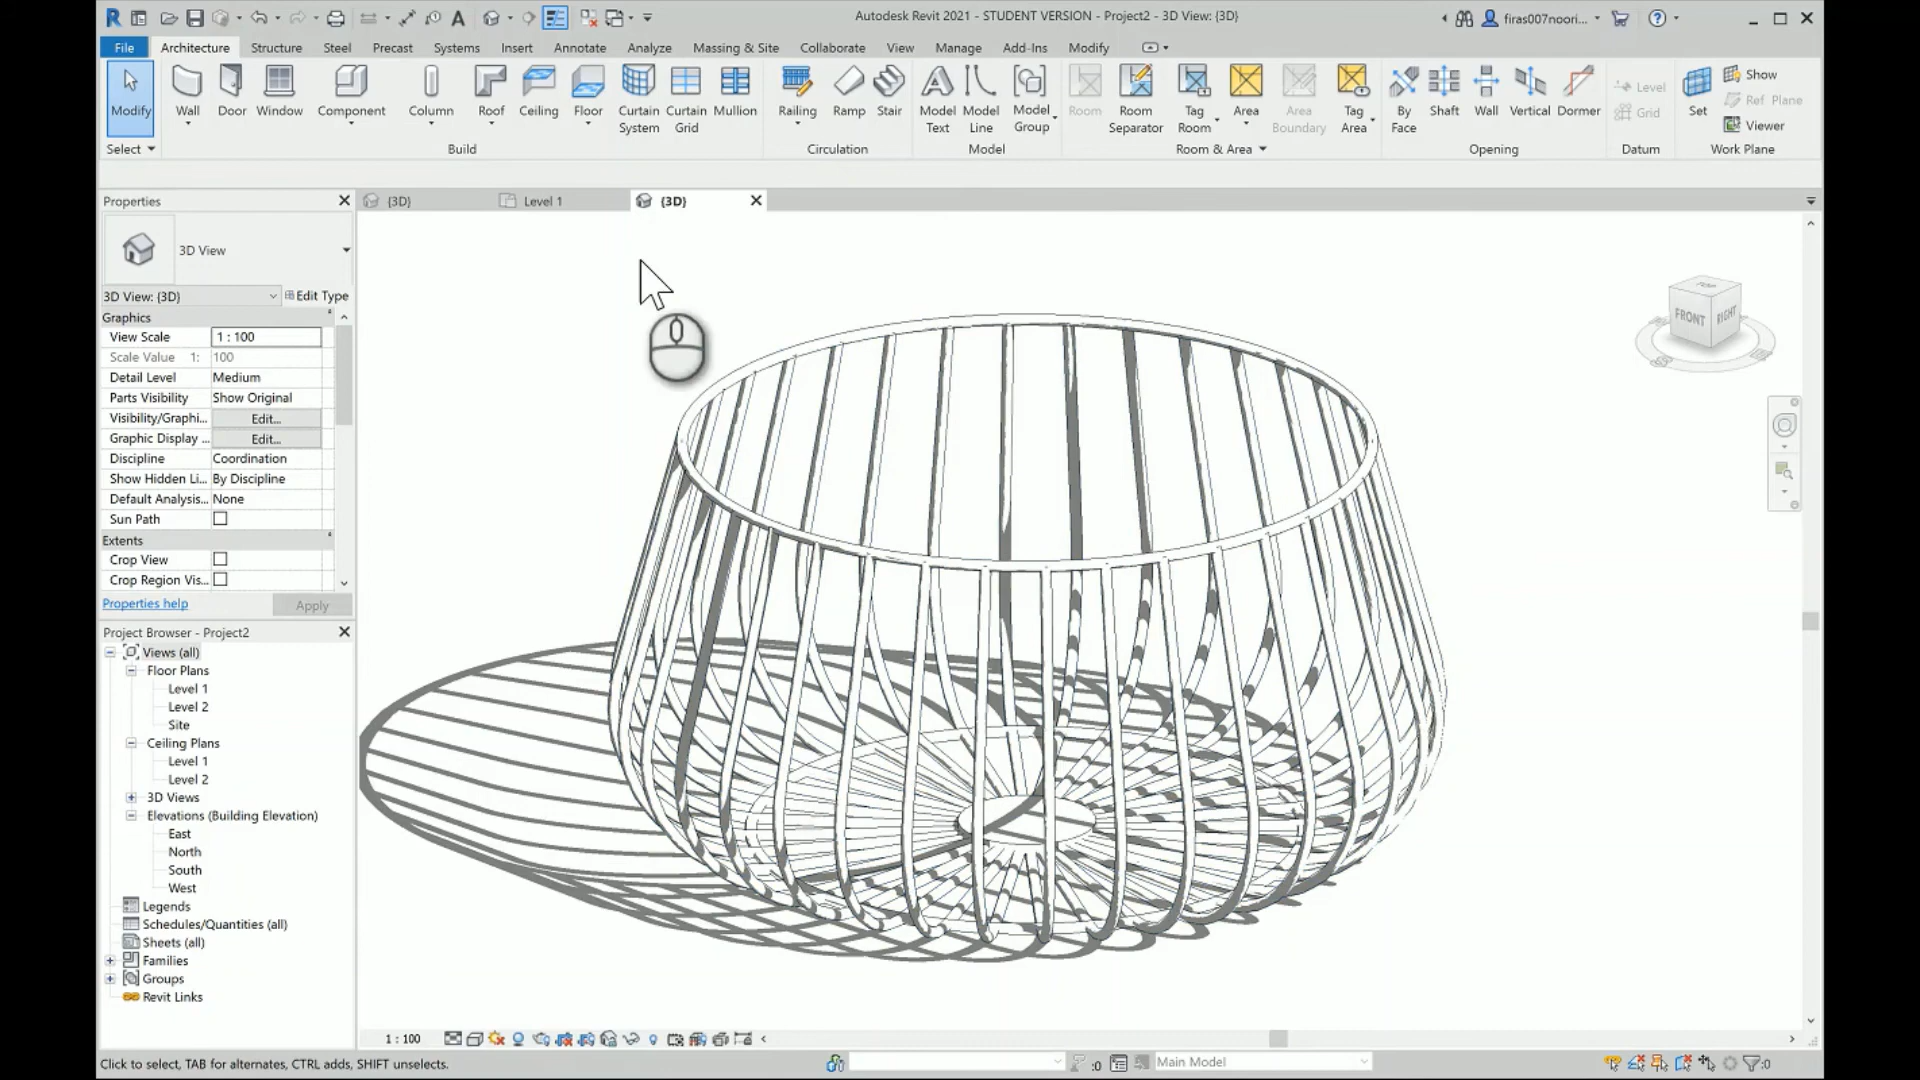 Autodesk Revit 2021 - STUDENT VERSION - Project2 - 3D View: {3D}
firas007noori...
File Architecture Structure Steel Precast Systems Insert Annotate Analyze Massing & Site Collaborate View Manage Add-Ins Modify
Modify Wall Door Window Component Column Roof Ceiling Floor Curtain System Curtain Grid Mullion Railing Ramp Stair Model Text Model Line Model Group Room Room Separator Tag Room Area Area Boundary Tag Area By Face Shaft Wall Vertical Dormer Level Grid Set Show Ref Plane Viewer
Select Build Circulation Model Room & Area Opening Datum Work Plane
Properties
{3D} Level 1 {3D}
3D View
3D View: {3D} Edit Type
Graphics
View Scale 1 : 100
Scale Value 1: 100
Detail Level Medium
Parts Visibility Show Original
Visibility/Graphi... Edit...
Graphic Display ... Edit...
Discipline Coordination
Show Hidden Li... By Discipline
Default Analysis... None
Sun Path
Extents
Crop View
Crop Region Vis...
Properties help Apply
Project Browser - Project2
Views (all)
Floor Plans
Level 1
Level 2
Site
Ceiling Plans
Level 1
Level 2
3D Views
Elevations (Building Elevation)
East
North
South
West
Legends
Schedules/Quantities (all)
Sheets (all)
Families
Groups
Revit Links
TOP
FRONT RIGHT
1 : 100
Click to select, TAB for alternates, CTRL adds, SHIFT unselects.
:0 Main Model :0